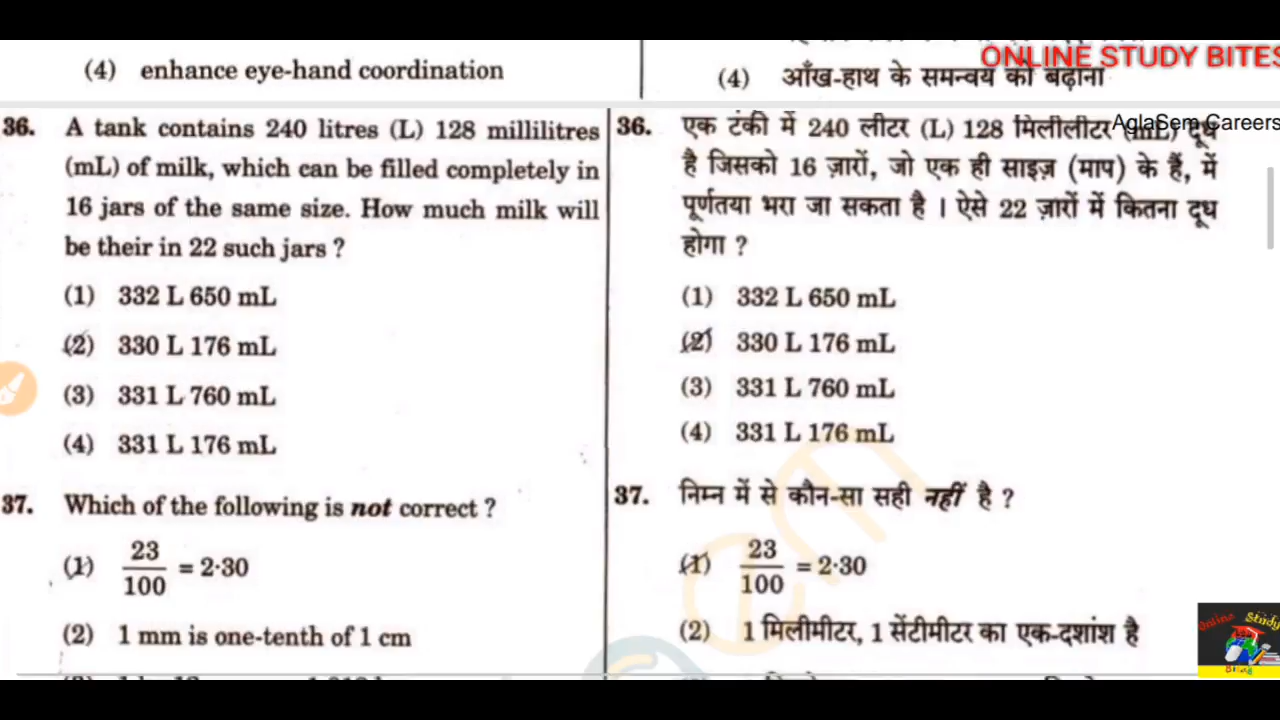 (4) enhance eye-hand coordination
36. A tank contains 240 litres (L) 128 millilitres
(mL) of milk, which can be filled completely in
16 jars of the same size. How much milk will
be their in 22 such jars ?
(1) 332 L 650 mL
(2) 330 L 176 mL
(3) 331 L 760 mL
(4) 331 L 176 mL
37. Which of the following is not correct ?
(1) 23/100 = 2·30
(2) 1 mm is one-tenth of 1 cm
ONLINE STUDY BITES
(4) आँख-हाथ के समन्वय को बढ़ाना
AglaSem Careers
36. एक टंकी में 240 लीटर (L) 128 मिलीलीटर (mL) दूध
है जिसको 16 ज़ारों, जो एक ही साइज़ (माप) के हैं, में
पूर्णतया भरा जा सकता है । ऐसे 22 ज़ारों में कितना दूध
होगा ?
(1) 332 L 650 mL
(2) 330 L 176 mL
(3) 331 L 760 mL
(4) 331 L 176 mL
37. निम्न में से कौन-सा सही नहीं है ?
(1) 23/100 = 2·30
(2) 1 मिलीमीटर, 1 सेंटीमीटर का एक-दशांश है
Online Study
Bites